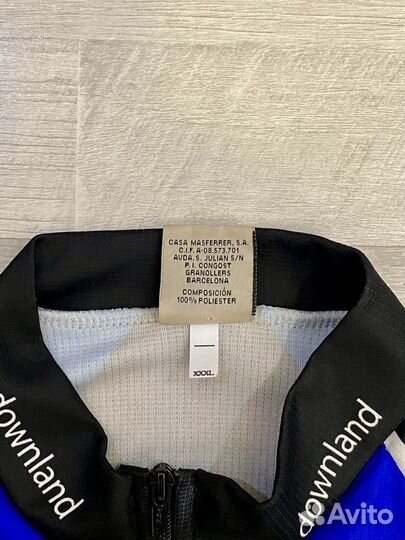 CASA MASFERRER, S.A.
C.I.F. A-08.573.701
AVDA. S. JULIAN S/N
P. I. CONGOST
GRANOLLERS
BARCELONA
COMPOSICIÓN
100% POLIESTER
XXXL
downland
downland
Avito